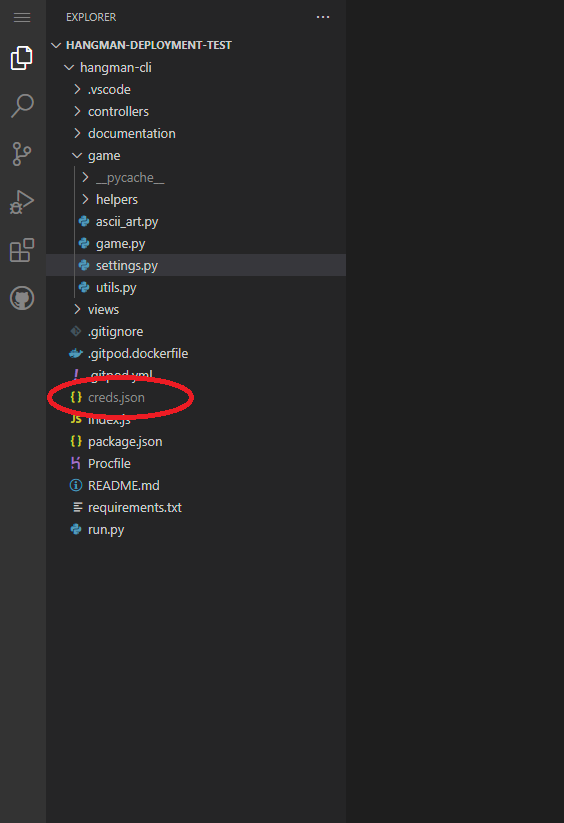 EXPLORER
HANGMAN-DEPLOYMENT-TEST
hangman-cli
.vscode
controllers
documentation
game
__pycache__
helpers
ascii_art.py
game.py
settings.py
utils.py
views
.gitignore
.gitpod.dockerfile
.gitpod.yml
creds.json
index.js
package.json
Procfile
README.md
requirements.txt
run.py